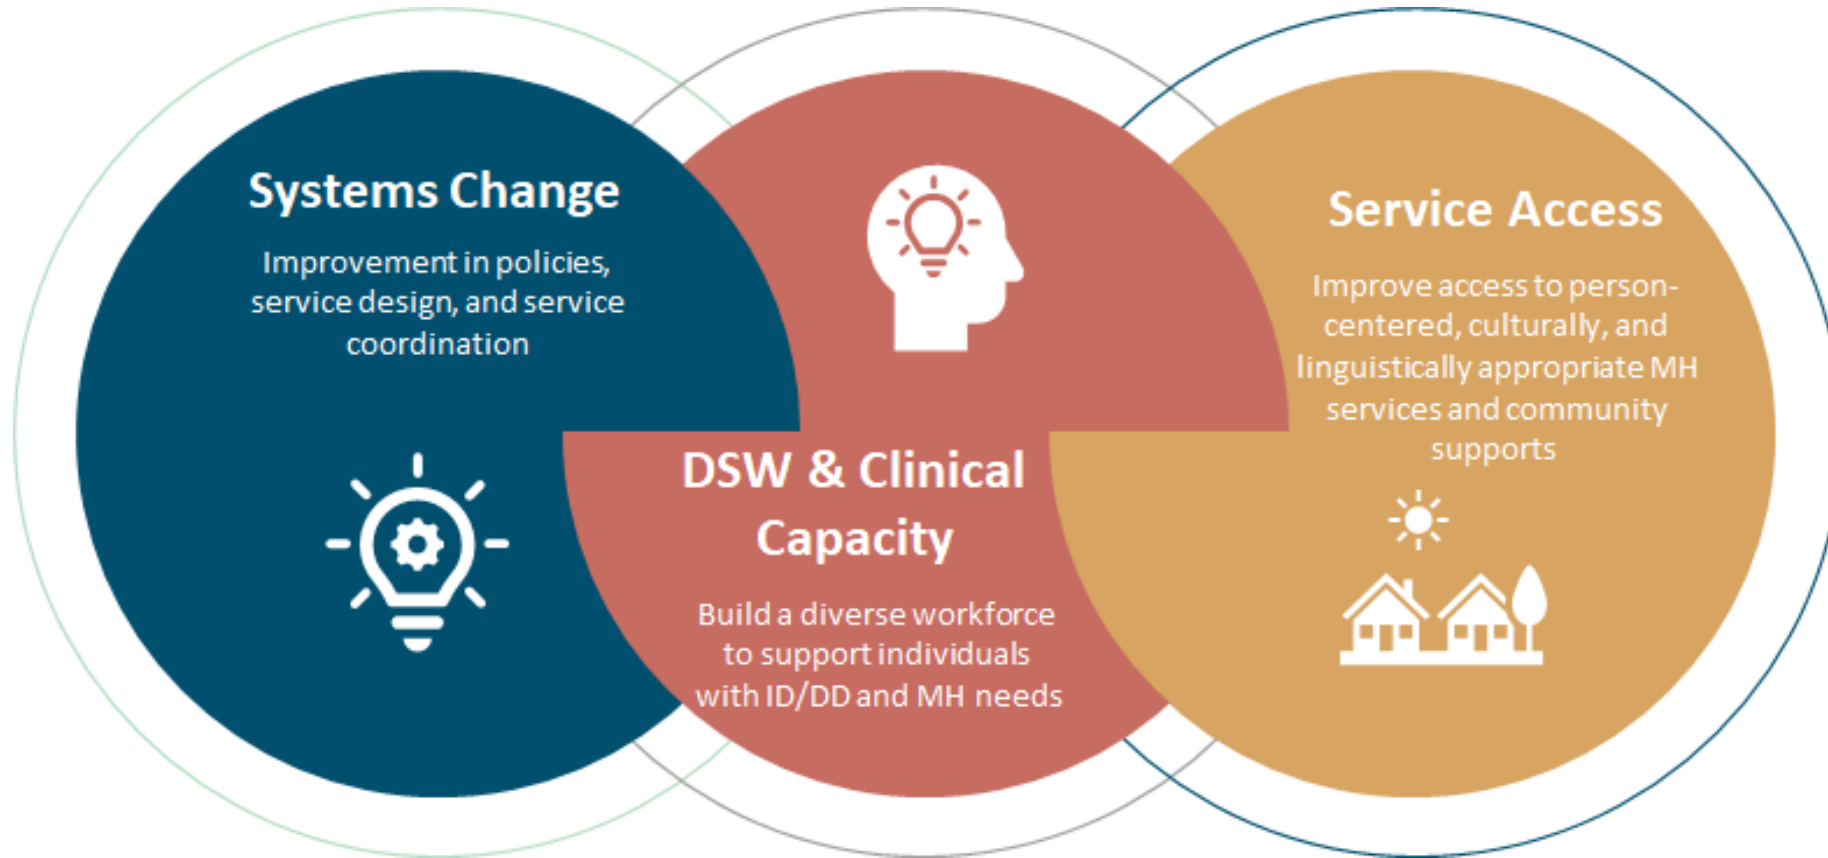 Systems Change
Improvement in policies,
service design, and service
coordination
DSW & Clinical
Capacity
Build a diverse workforce
to support individuals
with ID/DD and MH needs
Service Access
Improve access to person-
centered, culturally, and
linguistically appropriate MH
services and community
supports